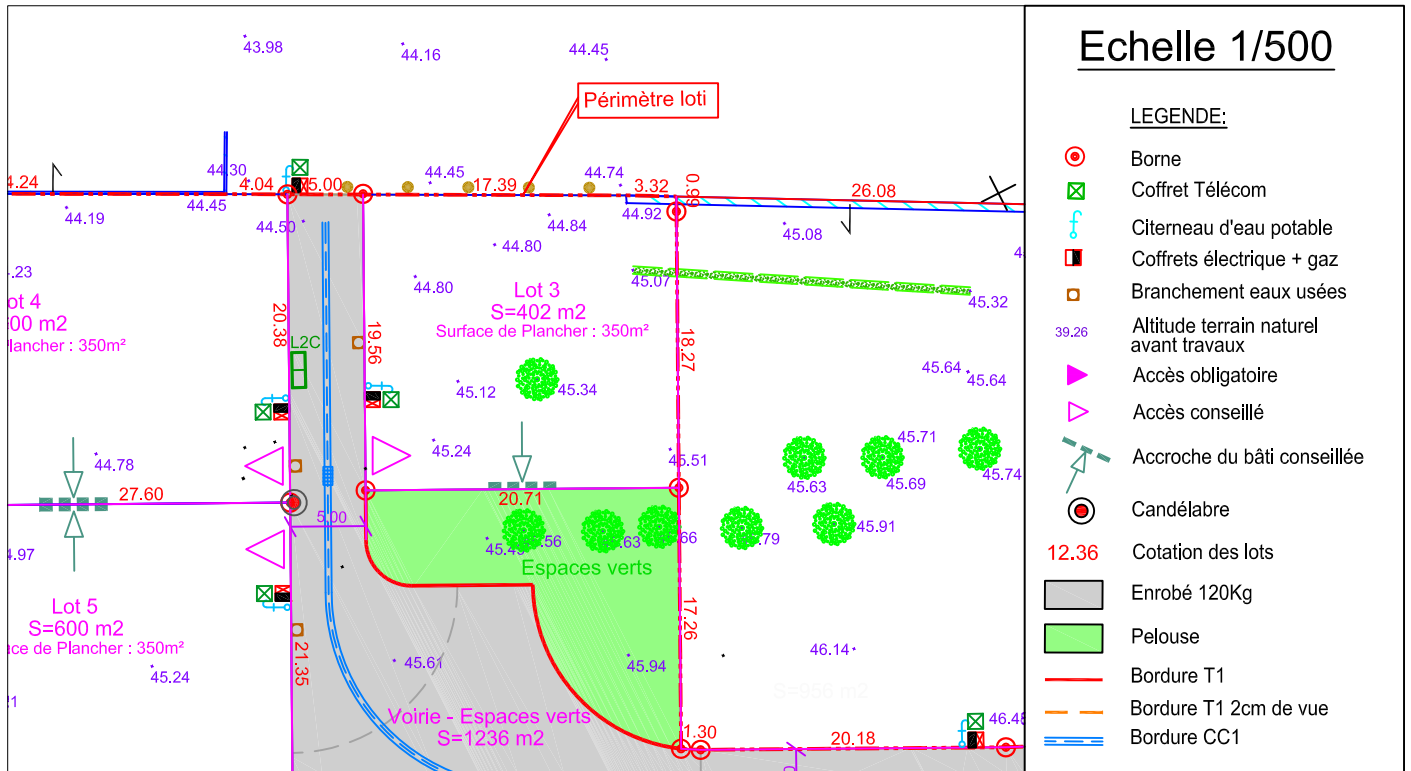 43.98
44.16
44.45
Périmètre loti
44.30
44.45
44.74
4.24
4.04
5.00
17.39
3.32
0.99
26.08
44.19
44.45
44.50
44.84
44.92
45.08
44.80
45.07
44.80
45.32
Lot 3
S=402 m2
Surface de Plancher : 350m²
20.38
19.56
18.27
L2C
45.12
45.34
45.64
45.64
45.24
45.51
45.71
45.63
45.69
45.74
44.78
27.60
20.71
5.00
45.91
Espaces verts
Lot 5
S=600 m2
Plancher : 350m²
17.26
21.35
45.24
45.61
45.94
46.14
S=958 m2
Voirie - Espaces verts
S=1236 m2
1.30
20.18
Echelle 1/500
LEGENDE:
Borne
Coffret Télécom
Citerneau d'eau potable
Coffrets électrique + gaz
Branchement eaux usées
39.26 Altitude terrain naturel
avant travaux
Accès obligatoire
Accès conseillé
Accroche du bâti conseillée
Candélabre
12.36 Cotation des lots
Enrobé 120Kg
Pelouse
Bordure T1
Bordure T1 2cm de vue
Bordure CC1